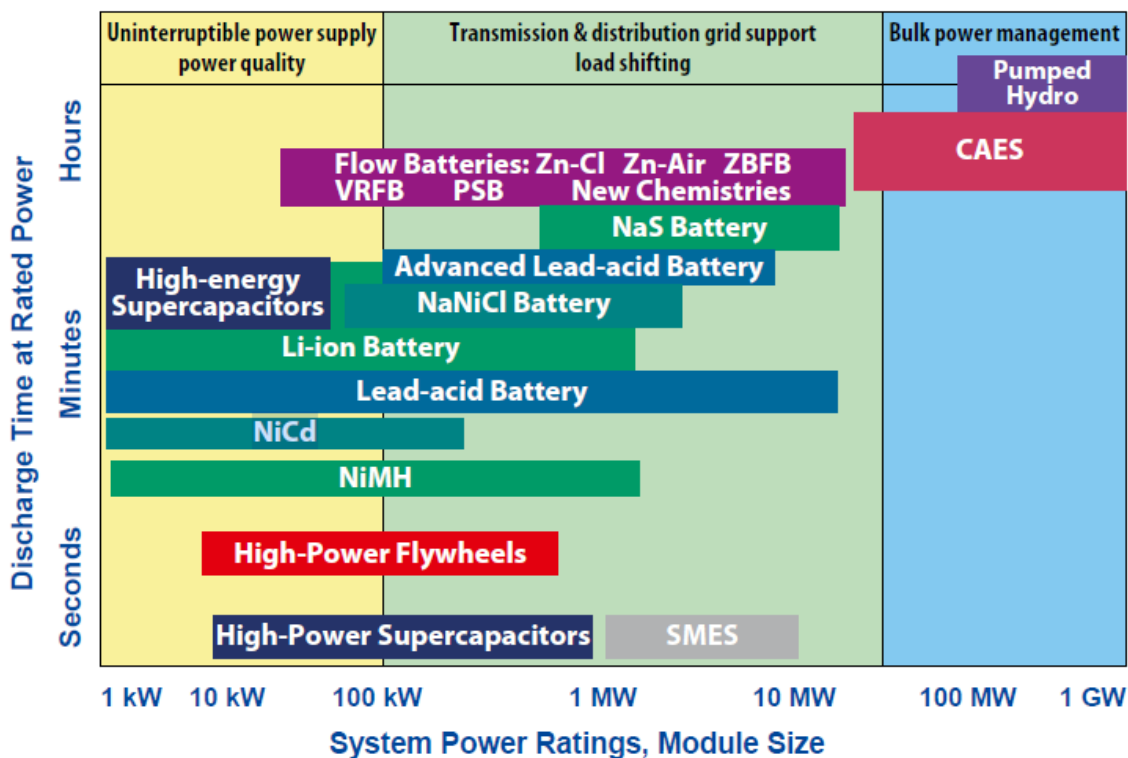 Uninterruptible power supply
power quality
Transmission & distribution grid support
load shifting
Bulk power management
Pumped
Hydro
CAES
Flow Batteries: Zn-Cl Zn-Air ZBFB
VRFB PSB New Chemistries
NaS Battery
Advanced Lead-acid Battery
High-energy
Supercapacitors
NaNiCl Battery
Li-ion Battery
Lead-acid Battery
NiCd
NiMH
High-Power Flywheels
High-Power Supercapacitors
SMES
Discharge Time at Rated Power
Hours
Minutes
Seconds
1 kW 10 kW 100 kW 1 MW 10 MW 100 MW 1 GW
System Power Ratings, Module Size